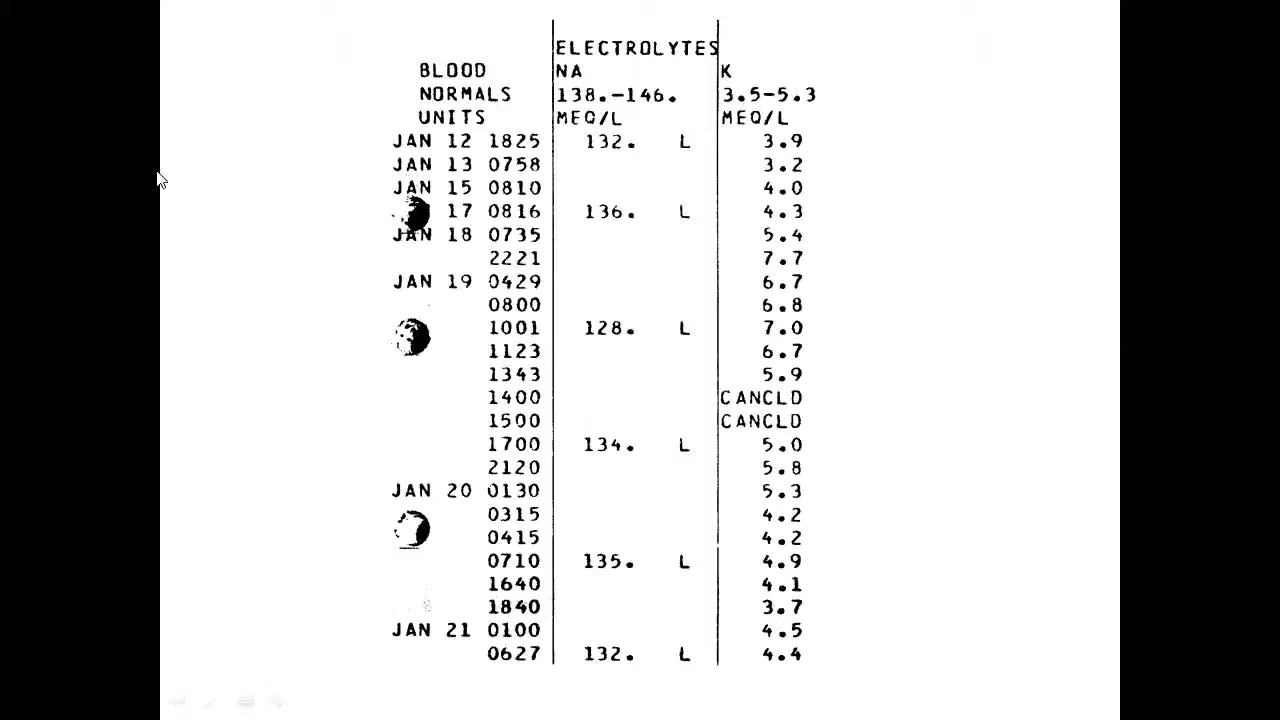 ELECTROLYTES
BLOOD NA K
NORMALS 138.-146. 3.5-5.3
UNITS MEQ/L MEQ/L
JAN 12 1825 132. L 3.9
JAN 13 0758 3.2
JAN 15 0810 4.0
17 0816 136. L 4.3
JAN 18 0735 5.4
2221 7.7
JAN 19 0429 6.7
0800 6.8
1001 128. L 7.0
1123 6.7
1343 5.9
1400 CANCLD
1500 CANCLD
1700 134. L 5.0
2120 5.8
JAN 20 0130 5.3
0315 4.2
0415 4.2
0710 135. L 4.9
1640 4.1
1840 3.7
JAN 21 0100 4.5
0627 132. L 4.4